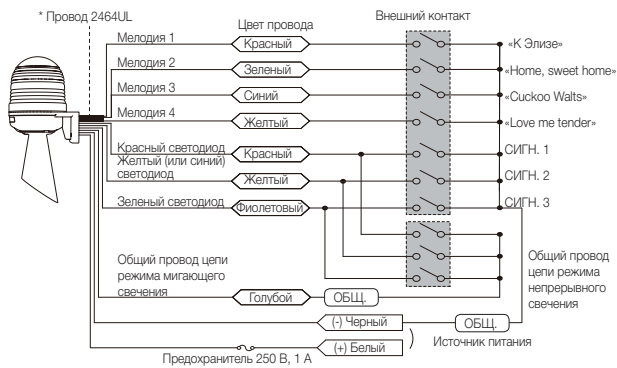 * Провод 2464UL
Цвет провода
Внешний контакт
Мелодия 1
Красный
«К Элизе»
Мелодия 2
Зеленый
«Home, sweet home»
Мелодия 3
Синий
«Cuckoo Walts»
Мелодия 4
Желтый
«Love me tender»
Красный светодиод
Красный
СИГН. 1
Желтый (или синий)
светодиод
Желтый
СИГН. 2
Зеленый светодиод
Фиолетовый
СИГН. 3
Общий провод цепи
режима мигающего
свечения
Голубой
ОБЩ.
Общий провод
цепи режима
непрерывного
свечения
(-) Черный
ОБЩ.
(+) Белый
Источник питания
Предохранитель 250 В, 1 А